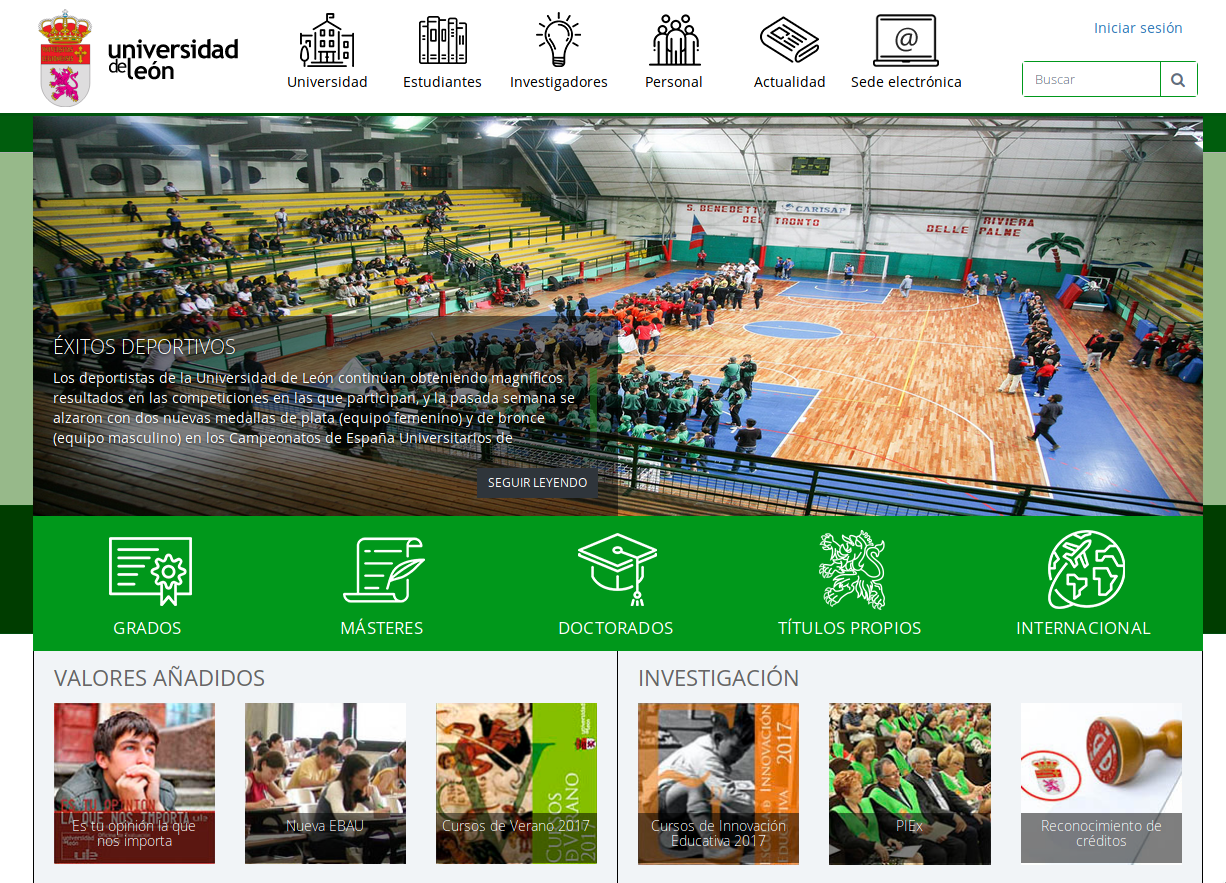 universidad
de león
Universidad
Estudiantes
Investigadores
Personal
Actualidad
@
Sede electrónica
Iniciar sesión
Buscar
S. BENEDETTO
DEL TRONTO
CARISAP
RIVIERA
DELLE PALME
ÉXITOS DEPORTIVOS
Los deportistas de la Universidad de León continúan obteniendo magníficos
resultados en las competiciones en las que participan, y la pasada semana se
alzaron con dos nuevas medallas de plata (equipo femenino) y de bronce
(equipo masculino) en los Campeonatos de España Universitarios de
SEGUIR LEYENDO
GRADOS
MÁSTERES
DOCTORADOS
TÍTULOS PROPIOS
INTERNACIONAL
VALORES AÑADIDOS
INVESTIGACIÓN
ES TU OPINIÓN
LA QUE NOS IMPORTA
Es tu opinión la que
nos importa
Nueva EBAU
universidad
de león
CURSOS
DE VERANO
2017
Cursos de Verano 2017
INNOVACIÓN
EDUCATIVA 2017
Cursos de Innovación
Educativa 2017
PIEx
Reconocimiento de
créditos